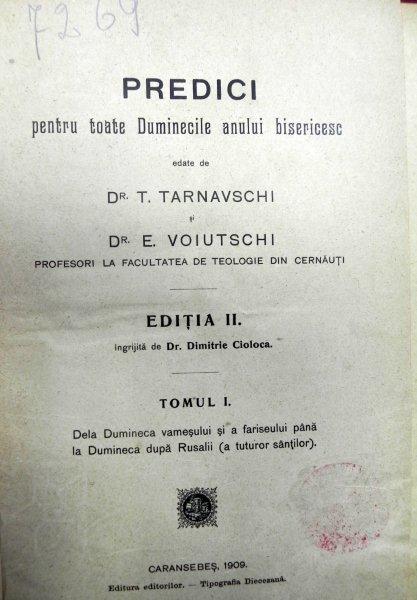 7269
PREDICI
pentru toate Duminecile anului bisericesc
edate de
DR. T. TARNAVSCHI
și
DR. E. VOIUTSCHI
PROFESORI LA FACULTATEA DE TEOLOGIE DIN CERNĂUȚI
EDIȚIA II.
îngrijită de Dr. Dimitrie Cioloca.
TOMUL I.
Dela Dumineca vameșului și a fariseului până
la Dumineca după Rusalii (a tuturor sânților).
CARANSEBEȘ, 1909.
Editura editorilor. — Tipografia Diecezană.